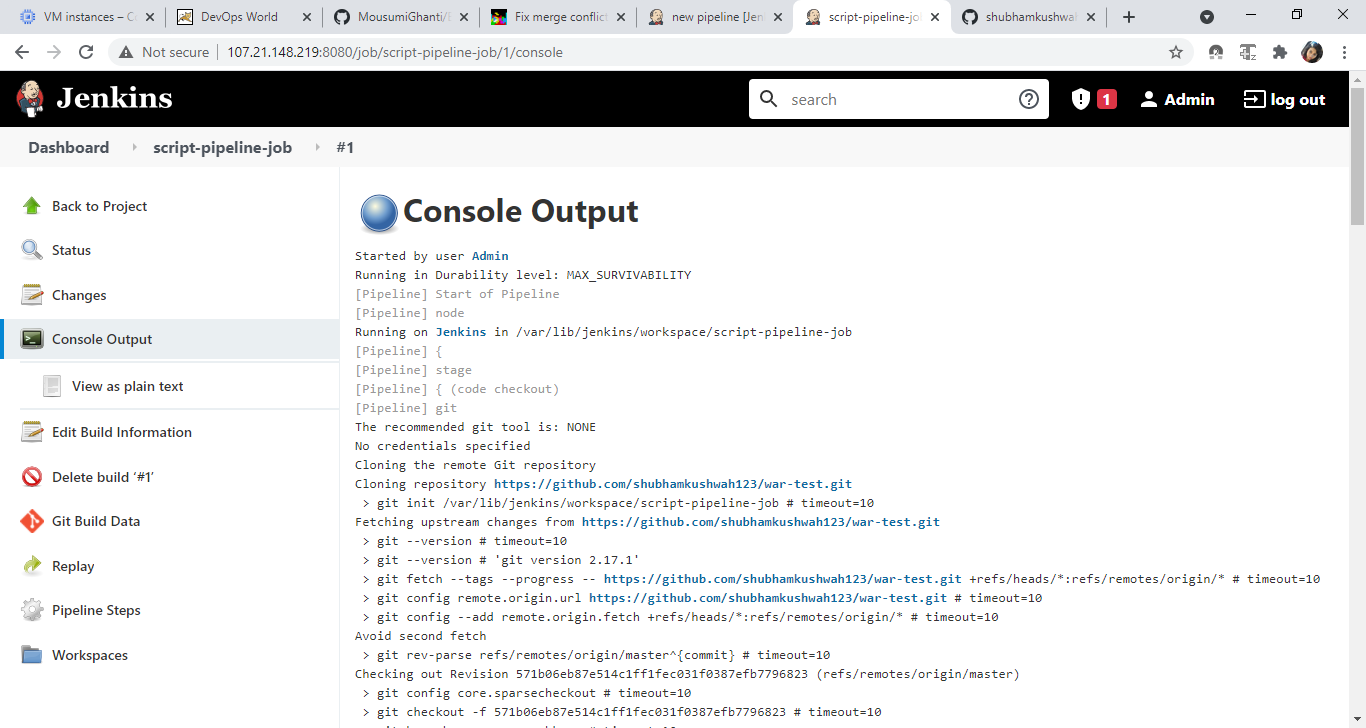 VM instances – C
DevOps World
MousumiGhanti/
Fix merge conflict
new pipeline [Jen
script-pipeline-jo
shubhamkushwa
Not secure 107.21.148.219:8080/job/script-pipeline-job/1/console
Jenkins
search
1
Admin
log out
Dashboard
script-pipeline-job
#1
Back to Project
Status
Changes
Console Output
View as plain text
Edit Build Information
Delete build ‘#1’
Git Build Data
Replay
Pipeline Steps
Workspaces
Console Output
Started by user Admin
Running in Durability level: MAX_SURVIVABILITY
[Pipeline] Start of Pipeline
[Pipeline] node
Running on Jenkins in /var/lib/jenkins/workspace/script-pipeline-job
[Pipeline] {
[Pipeline] stage
[Pipeline] { (code checkout)
[Pipeline] git
The recommended git tool is: NONE
No credentials specified
Cloning the remote Git repository
Cloning repository https://github.com/shubhamkushwah123/war-test.git
> git init /var/lib/jenkins/workspace/script-pipeline-job # timeout=10
Fetching upstream changes from https://github.com/shubhamkushwah123/war-test.git
> git --version # timeout=10
> git --version # 'git version 2.17.1'
> git fetch --tags --progress -- https://github.com/shubhamkushwah123/war-test.git +refs/heads/*:refs/remotes/origin/* # timeout=10
> git config remote.origin.url https://github.com/shubhamkushwah123/war-test.git # timeout=10
> git config --add remote.origin.fetch +refs/heads/*:refs/remotes/origin/* # timeout=10
Avoid second fetch
> git rev-parse refs/remotes/origin/master^{commit} # timeout=10
Checking out Revision 571b06eb87e514c1ff1fec031f0387efb7796823 (refs/remotes/origin/master)
> git config core.sparsecheckout # timeout=10
> git checkout -f 571b06eb87e514c1ff1fec031f0387efb7796823 # timeout=10